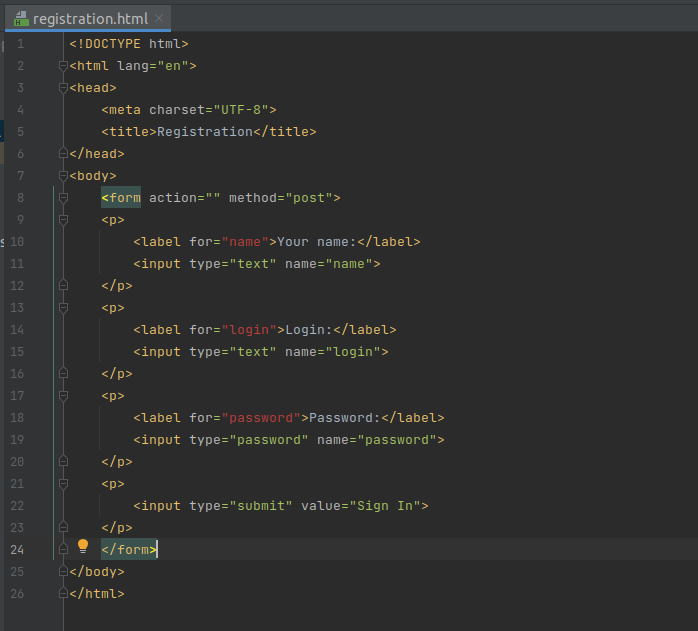 registration.html
1 <!DOCTYPE html>
2 <html lang="en">
3 <head>
4     <meta charset="UTF-8">
5     <title>Registration</title>
6 </head>
7 <body>
8     <form action="" method="post">
9     <p>
10         <label for="name">Your name:</label>
11         <input type="text" name="name">
12     </p>
13     <p>
14         <label for="login">Login:</label>
15         <input type="text" name="login">
16     </p>
17     <p>
18         <label for="password">Password:</label>
19         <input type="password" name="password">
20     </p>
21     <p>
22         <input type="submit" value="Sign In">
23     </p>
24     </form>
25 </body>
26 </html>